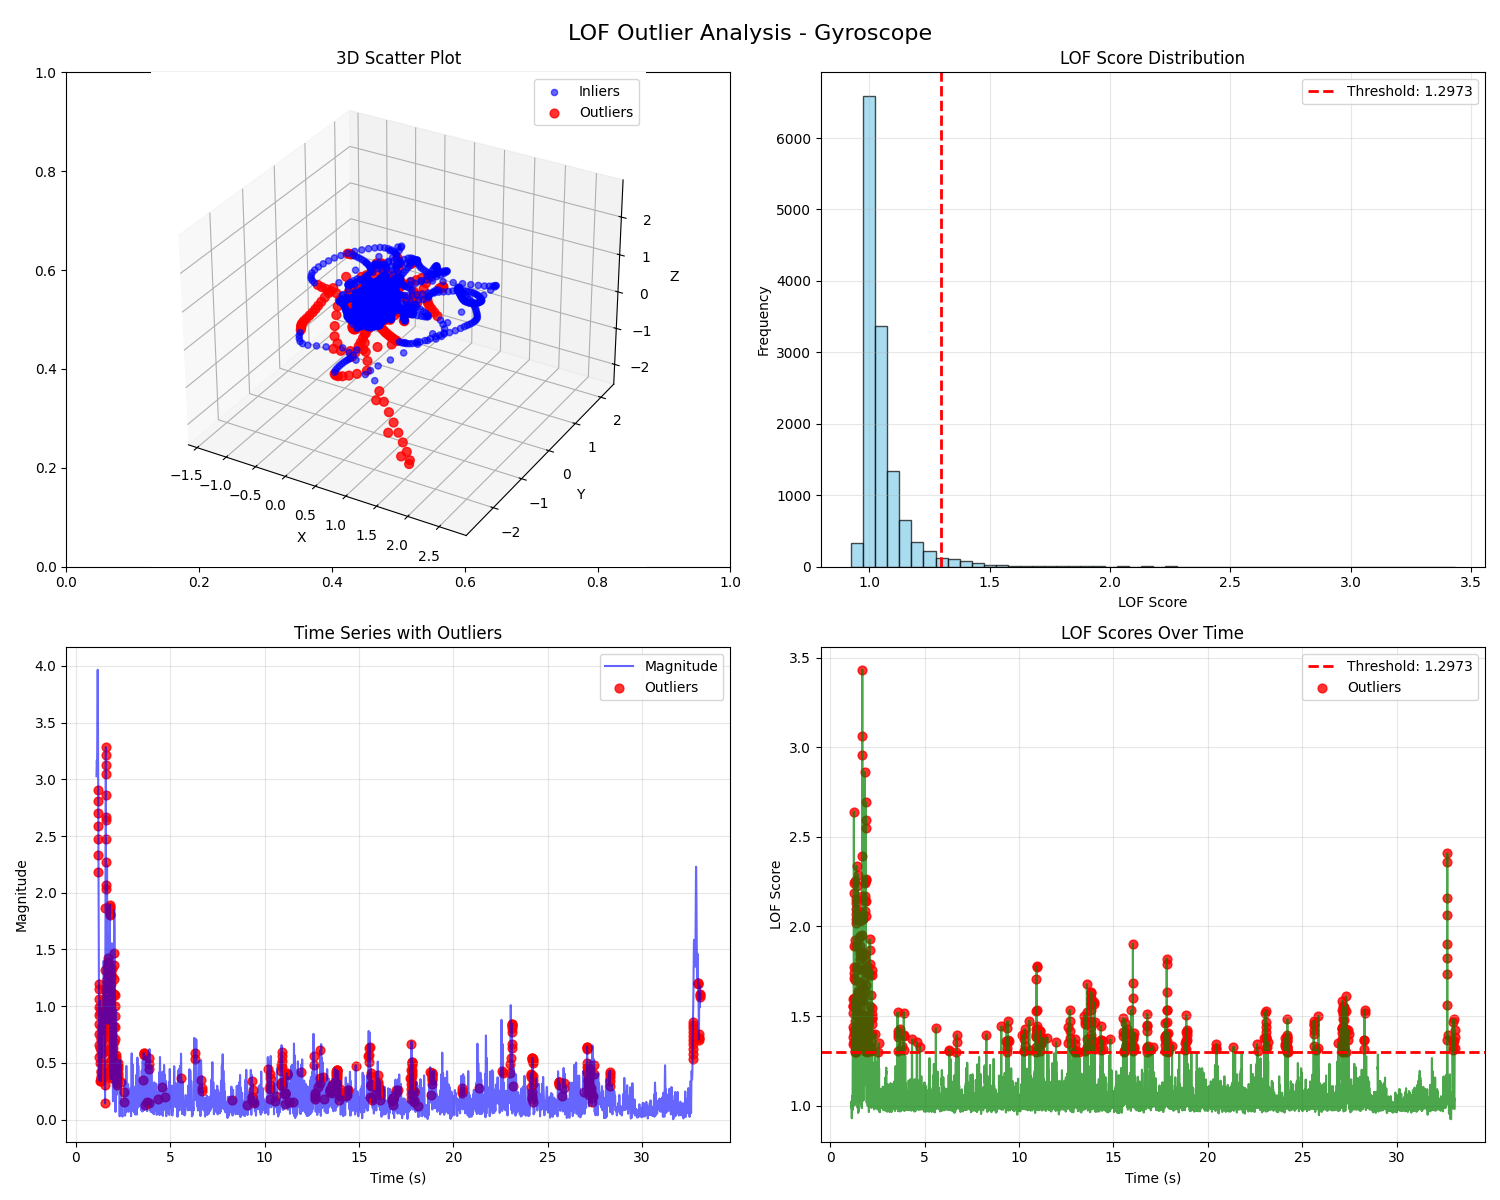 LOF Outlier Analysis - Gyroscope
3D Scatter Plot
Inliers
Outliers
1.0
0.8
0.6
0.4
0.2
0.0
0.0 0.2 0.4 0.6 0.8 1.0
−1.5 −1.0 −0.5 0.0 0.5 1.0 1.5 2.0 2.5
X
−2 −1 0 1 2
Y
2
1
0
−1
−2
Z
LOF Score Distribution
Threshold: 1.2973
Frequency
6000
5000
4000
3000
2000
1000
0
1.0 1.5 2.0 2.5 3.0 3.5
LOF Score
Time Series with Outliers
Magnitude
Outliers
Magnitude
4.0
3.5
3.0
2.5
2.0
1.5
1.0
0.5
0.0
0 5 10 15 20 25 30
Time (s)
LOF Scores Over Time
Threshold: 1.2973
Outliers
LOF Score
3.5
3.0
2.5
2.0
1.5
1.0
0 5 10 15 20 25 30
Time (s)